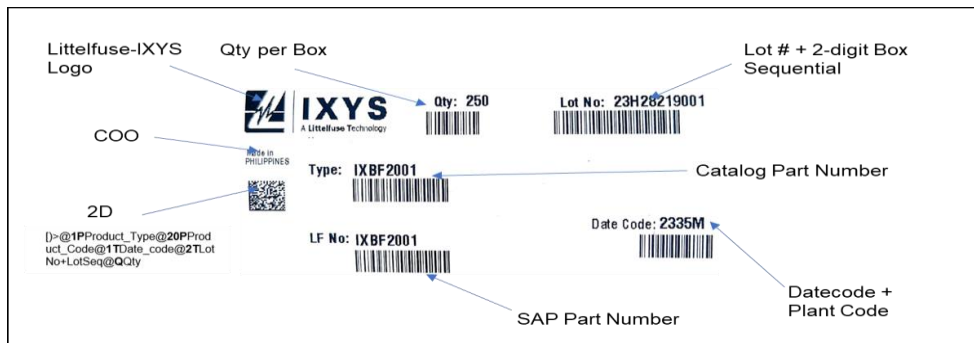 Littelfuse-IXYS
Logo
Qty per Box
Lot # + 2-digit Box
Sequential
IXYS
A Littelfuse Technology
Qty: 250
Lot No: 23H28219001
COO
Made in
PHILIPPINES
Type: IXBF2001
Catalog Part Number
2D
[)>@1PProduct_Type@20PProd
uct_Code@1TDate_code@2TLot
No+LotSeq@QQty
LF No: IXBF2001
Date Code: 2335M
SAP Part Number
Datecode +
Plant Code